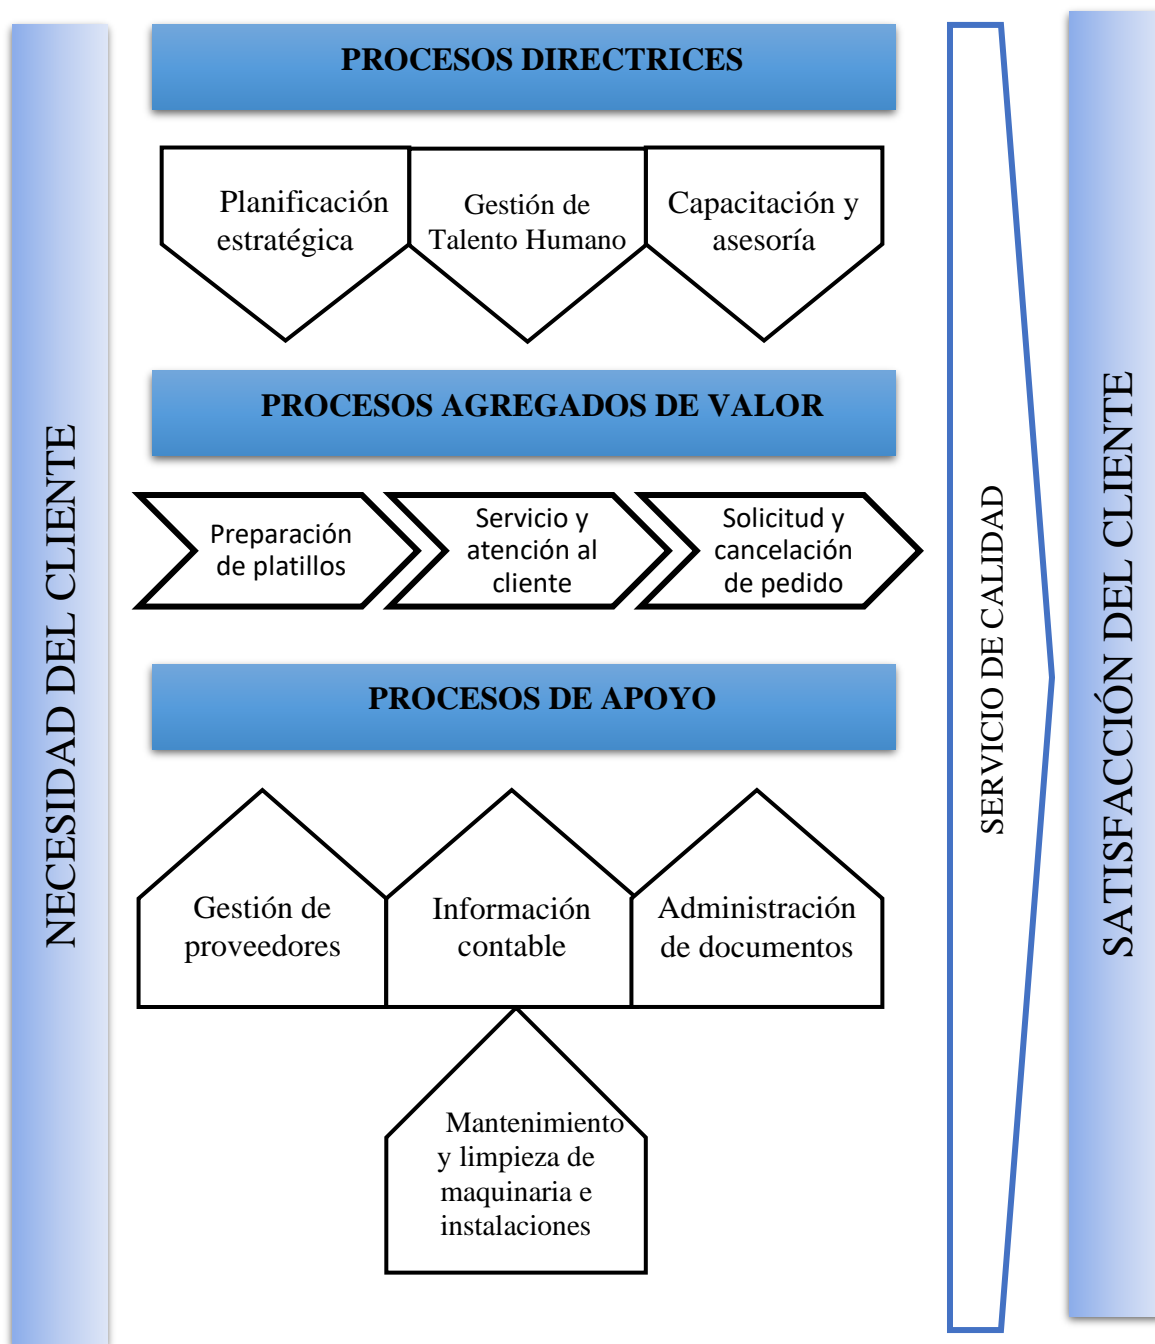 NECESIDAD DEL CLIENTE
PROCESOS DIRECTRICES
Planificación
estratégica
Gestión de
Talento Humano
Capacitación y
asesoría
PROCESOS AGREGADOS DE VALOR
Preparación
de platillos
Servicio y
atención al
cliente
Solicitud y
cancelación
de pedido
PROCESOS DE APOYO
Gestión de
proveedores
Información
contable
Administración
de documentos
Mantenimiento
y limpieza de
maquinaria e
instalaciones
SERVICIO DE CALIDAD
SATISFACCIÓN DEL CLIENTE